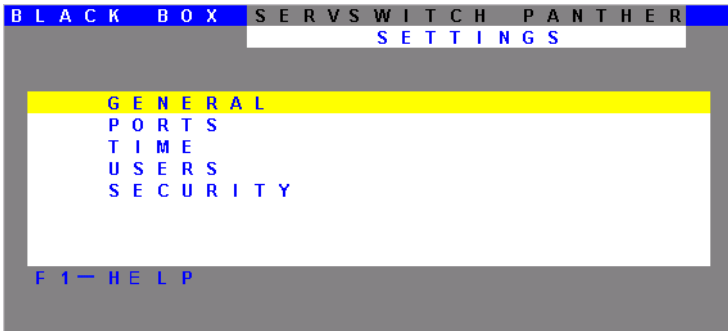 BLACK BOX SERVSWITCH PANTHER
SETTINGS
GENERAL
PORTS
TIME
USERS
SECURITY
F1—HELP